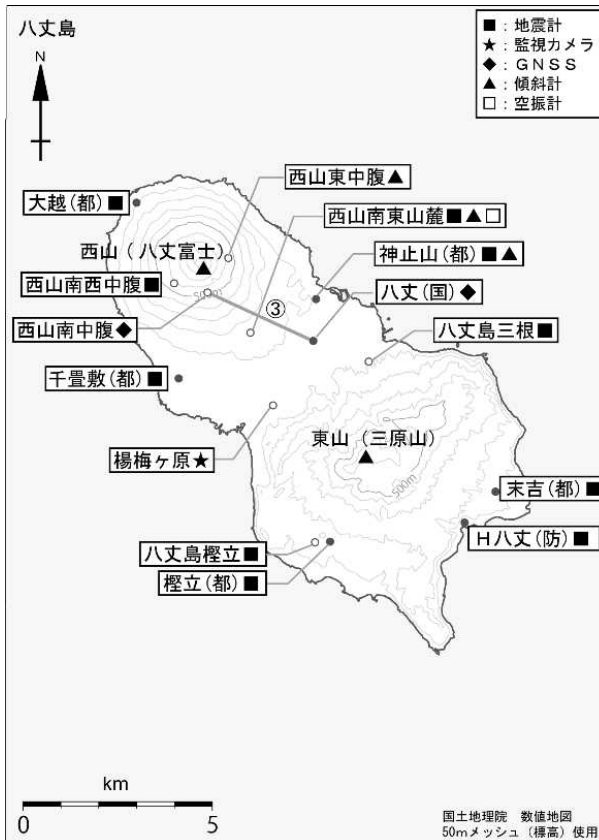 八丈島
N
■：地震計
★：監視カメラ
◆：ＧＮＳＳ
▲：傾斜計
□：空振計
西山東中腹▲
大越(都)■
西山南東山麓■▲□
西山（八丈富士）
神止山(都)■▲
西山南西中腹■
③
八丈(国)◆
西山南中腹◆
八丈島三根■
千畳敷(都)■
東山（三原山）
楊梅ヶ原★
500m
末吉(都)■
Ｈ八丈(防)■
八丈島樫立■
樫立(都)■
km
0 5
国土地理院　数値地図
50mメッシュ（標高）使用